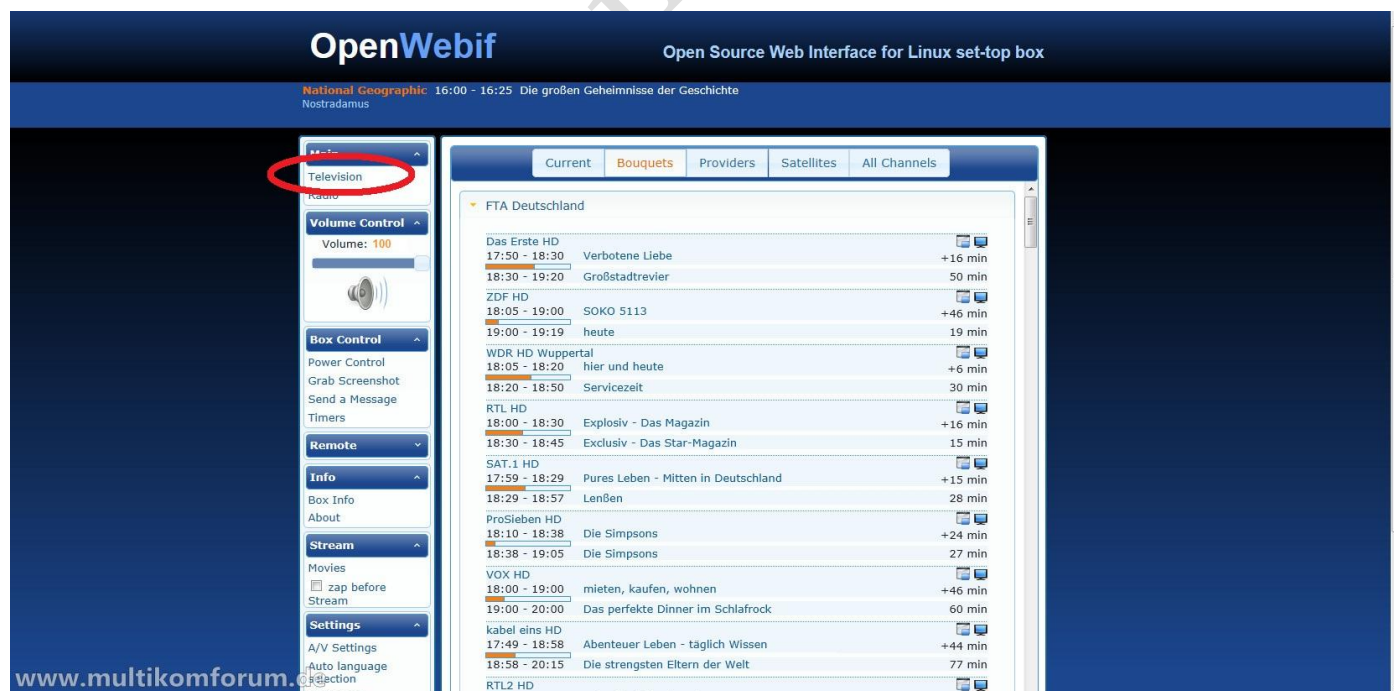 OpenWebif
Open Source Web Interface for Linux set-top box
National Geographic 16:00 - 16:25 Die großen Geheimnisse der Geschichte
Nostradamus
Main
Television
Radio
Volume Control
Volume: 100
Box Control
Power Control
Grab Screenshot
Send a Message
Timers
Remote
Info
Box Info
About
Stream
Movies
zap before
Stream
Settings
A/V Settings
Auto language
selection
Current Bouquets Providers Satellites All Channels
FTA Deutschland
Das Erste HD
17:50 - 18:30 Verbotene Liebe +16 min
18:30 - 19:20 Großstadtrevier 50 min
ZDF HD
18:05 - 19:00 SOKO 5113 +46 min
19:00 - 19:19 heute 19 min
WDR HD Wuppertal
18:05 - 18:20 hier und heute +6 min
18:20 - 18:50 Servicezeit 30 min
RTL HD
18:00 - 18:30 Explosiv - Das Magazin +16 min
18:30 - 18:45 Exclusiv - Das Star-Magazin 15 min
SAT.1 HD
17:59 - 18:29 Pures Leben - Mitten in Deutschland +15 min
18:29 - 18:57 Lenßen 28 min
ProSieben HD
18:10 - 18:38 Die Simpsons +24 min
18:38 - 19:05 Die Simpsons 27 min
VOX HD
18:00 - 19:00 mieten, kaufen, wohnen +46 min
19:00 - 20:00 Das perfekte Dinner im Schlafrock 60 min
kabel eins HD
17:49 - 18:58 Abenteuer Leben - täglich Wissen +44 min
18:58 - 20:15 Die strengsten Eltern der Welt 77 min
RTL2 HD
www.multikomforum.de